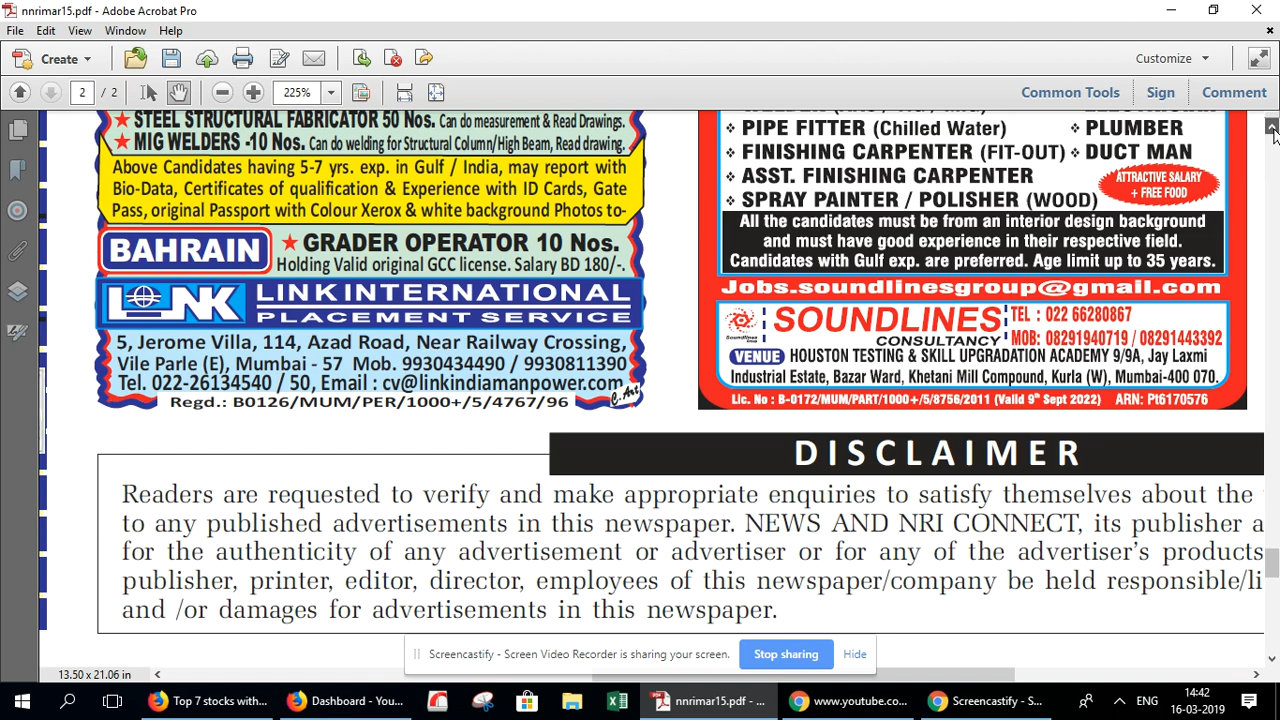 nnrimar15.pdf - Adobe Acrobat Pro
File Edit View Window Help
Create
Customize
2 / 2
225%
Common Tools Sign Comment
STEEL STRUCTURAL FABRICATOR 50 Nos. Can do measurement & Read Drawings.
MIG WELDERS -10 Nos. Can do welding for Structural Column/High Beam, Read drawing.
Above Candidates having 5-7 yrs. exp. in Gulf / India, may report with
Bio-Data, Certificates of qualification & Experience with ID Cards, Gate
Pass, original Passport with Colour Xerox & white background Photos to-
BAHRAIN
GRADER OPERATOR 10 Nos.
Holding Valid original GCC license. Salary BD 180/-.
LINK
LINK INTERNATIONAL
PLACEMENT SERVICE
5, Jerome Villa, 114, Azad Road, Near Railway Crossing,
Vile Parle (E), Mumbai - 57 Mob. 9930434490 / 9930811390
Tel. 022-26134540 / 50, Email : cv@linkindiamanpower.com
Regd.: B0126/MUM/PER/1000+/5/4767/96
C. Art
PIPE FITTER (Chilled Water) PLUMBER
FINISHING CARPENTER (FIT-OUT) DUCT MAN
ASST. FINISHING CARPENTER
SPRAY PAINTER / POLISHER (WOOD)
ATTRACTIVE SALARY
+ FREE FOOD
All the candidates must be from an interior design background
and must have good experience in their respective field.
Candidates with Gulf exp. are preferred. Age limit up to 35 years.
Jobs.soundlinesgroup@gmail.com
Soundlines
Group
SOUNDLINES
CONSULTANCY
TEL : 022 66280867
MOB: 08291940719 / 08291443392
VENUE HOUSTON TESTING & SKILL UPGRADATION ACADEMY 9/9A, Jay Laxmi
Industrial Estate, Bazar Ward, Khetani Mill Compound, Kurla (W), Mumbai-400 070.
Lic. No : B-0172/MUM/PART/1000+/5/8756/2011 (Valid 9th Sept 2022) ARN: Pt6170576
DISCLAIMER
Readers are requested to verify and make appropriate enquiries to satisfy themselves about the
to any published advertisements in this newspaper. NEWS AND NRI CONNECT, its publisher a
for the authenticity of any advertisement or advertiser or for any of the advertiser's products
publisher, printer, editor, director, employees of this newspaper/company be held responsible/li
and /or damages for advertisements in this newspaper.
Screencastify - Screen Video Recorder is sharing your screen. Stop sharing Hide
13.50 x 21.06 in
Top 7 stocks with... Dashboard - You... nnrimar15.pdf - ... www.youtube.co... Screencastify - S...
ENG
14:42
16-03-2019